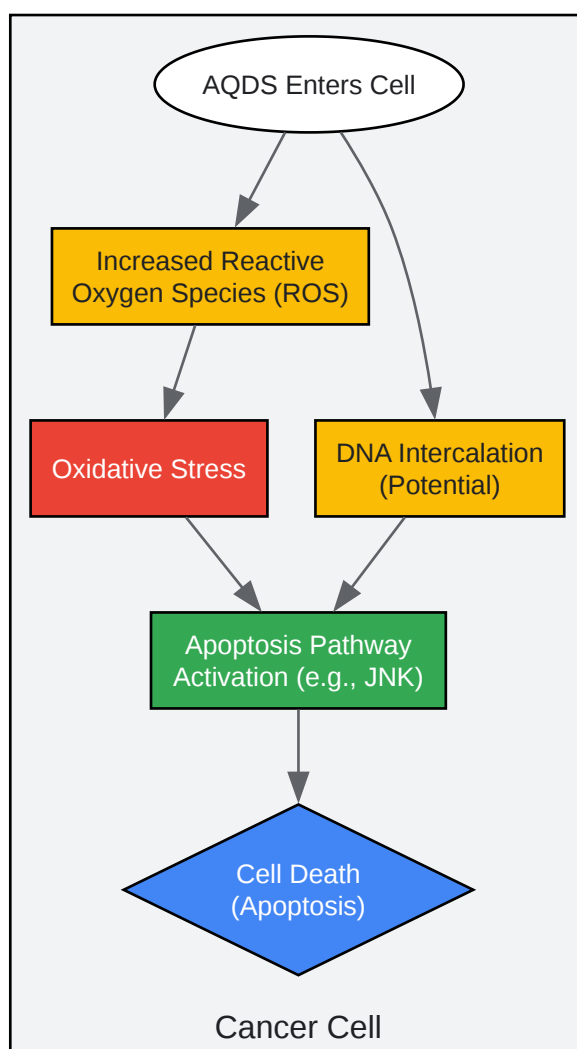 AQDS Enters Cell
Increased Reactive
Oxygen Species (ROS)
Oxidative Stress
DNA Intercalation
(Potential)
Apoptosis Pathway
Activation (e.g., JNK)
Cell Death
(Apoptosis)
Cancer Cell